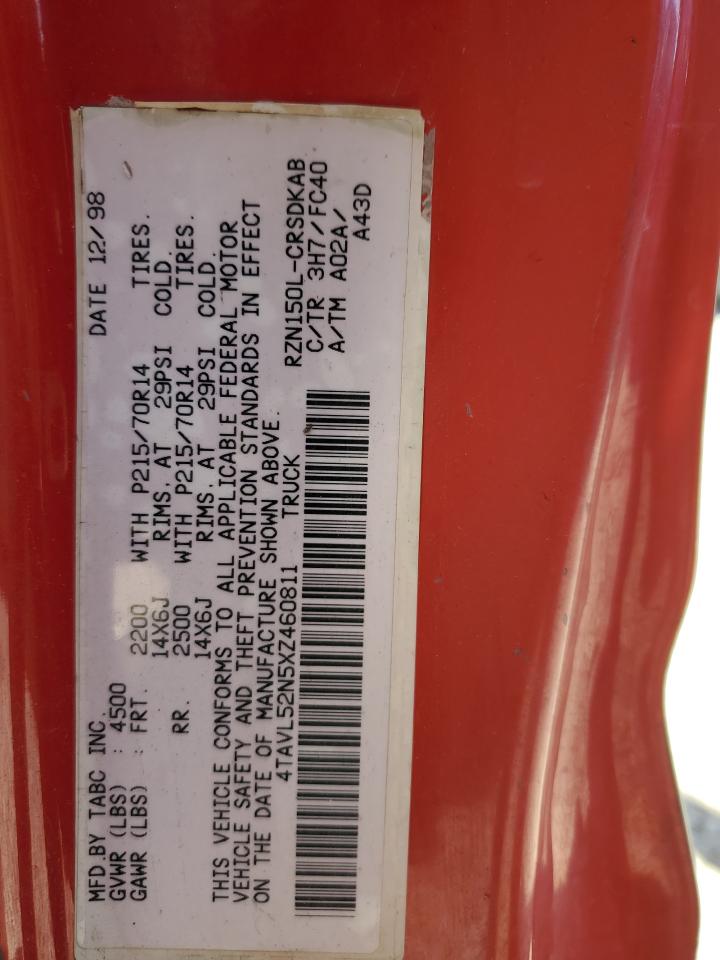 MFD.BY TABC INC. DATE 12/98
GVWR (LBS) : 4500
GAWR (LBS) : FRT. 2200 WITH P215/70R14 TIRES.
14X6J RIMS, AT 29PSI COLD.
RR. 2500 WITH P215/70R14 TIRES.
14X6J RIMS, AT 29PSI COLD.
THIS VEHICLE CONFORMS TO ALL APPLICABLE FEDERAL MOTOR
VEHICLE SAFETY AND THEFT PREVENTION STANDARDS IN EFFECT
ON THE DATE OF MANUFACTURE SHOWN ABOVE.
4TAVL52N5XZ460811 TRUCK RZN150L-CRSDKAB
C/TR 3H7/FC40
A/TM A02A/
A43D